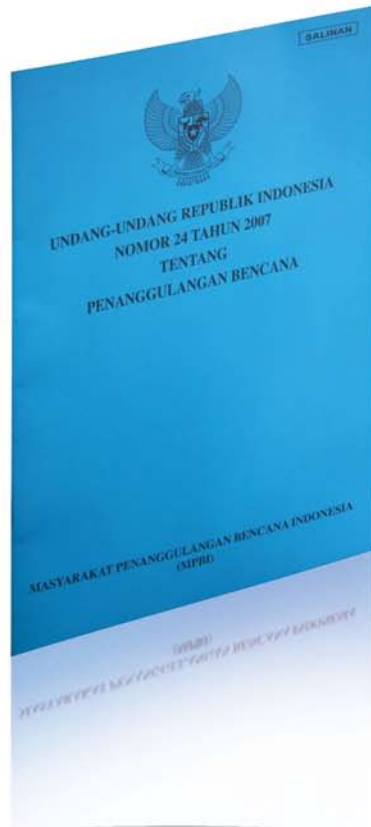 SALINAN
UNDANG-UNDANG REPUBLIK INDONESIA
NOMOR 24 TAHUN 2007
TENTANG
PENANGGULANGAN BENCANA
MASYARAKAT PENANGGULANGAN BENCANA INDONESIA
(MPBI)